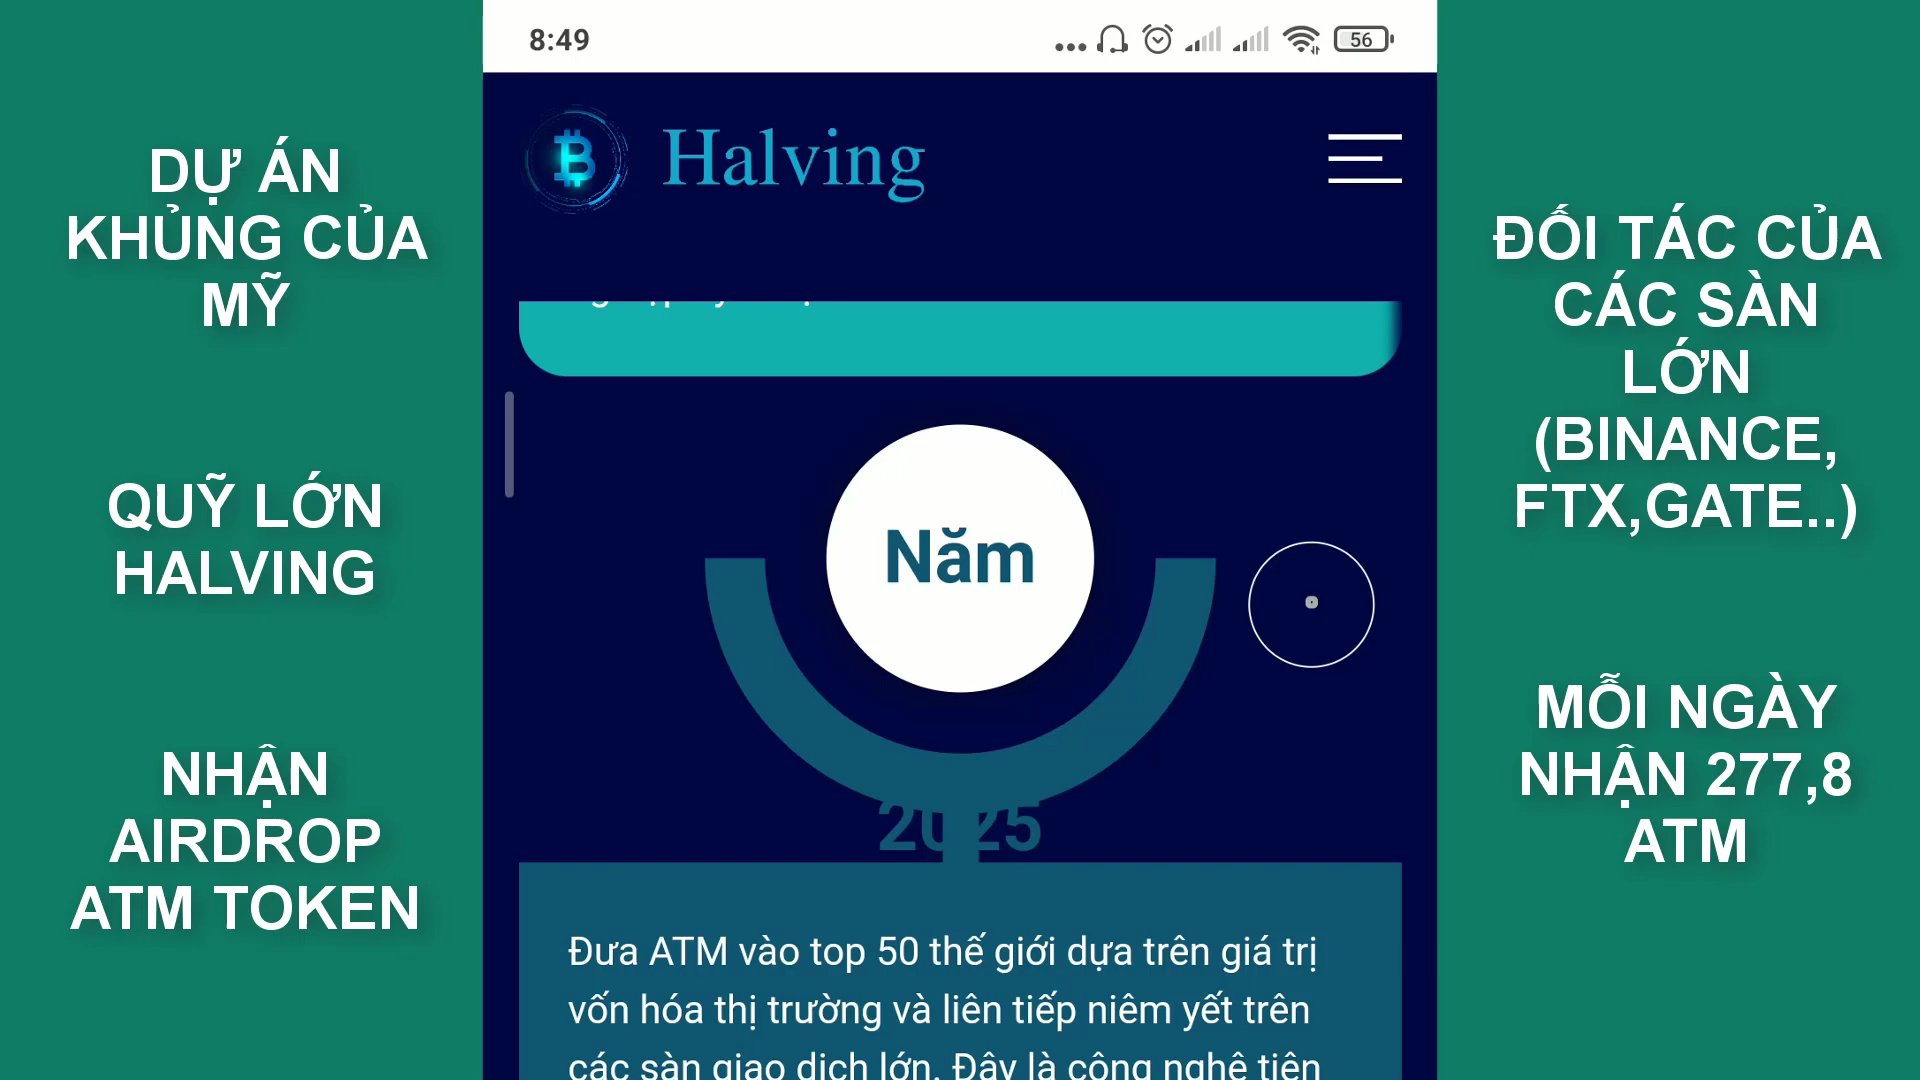 DỰ ÁN
KHỦNG CỦA
MỸ
QUỸ LỚN
HALVING
NHẬN
AIRDROP
ATM TOKEN
8:49
56
Halving
Năm
2025
Đưa ATM vào top 50 thế giới dựa trên giá trị
vốn hóa thị trường và liên tiếp niêm yết trên
các sàn giao dịch lớn. Đây là công nghệ tiên
ĐỐI TÁC CỦA
CÁC SÀN
LỚN
(BINANCE,
FTX,GATE..)
MỖI NGÀY
NHẬN 277,8
ATM